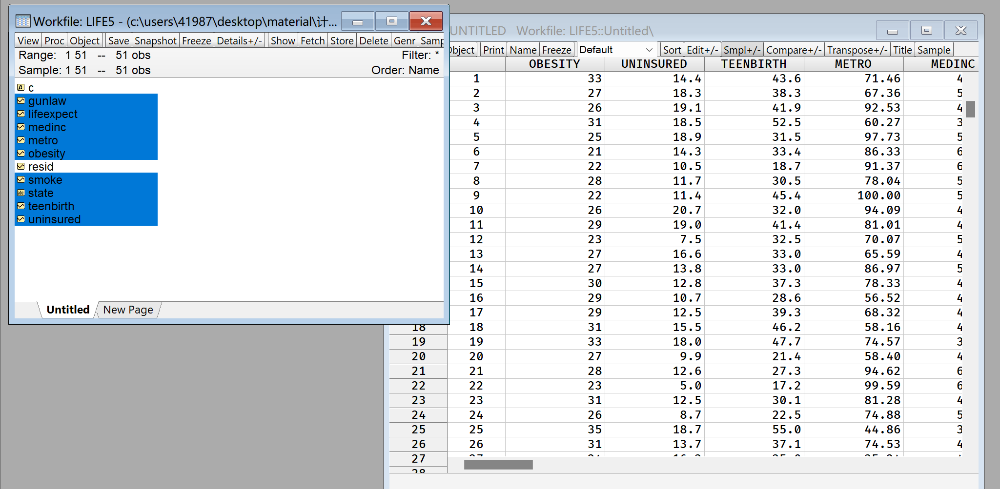 Workfile: LIFE5 - (c:\users\41987\desktop\material\计...
View Proc Object Save Snapshot Freeze Details+/- Show Fetch Store Delete Genr Samp
Range: 1 51 -- 51 obs Filter: *
Sample: 1 51 -- 51 obs Order: Name
c
gunlaw
lifeexpect
medinc
metro
obesity
resid
smoke
state
teenbirth
uninsured
Untitled New Page
UNTITLED Workfile: LIFE5::Untitled\
Object Print Name Freeze Default Sort Edit+/- Smpl+/- Compare+/- Transpose+/- Title Sample
OBESITY UNINSURED TEENBIRTH METRO MEDINC
1 33 14.4 43.6 71.46 4
2 27 18.3 38.3 67.36 5
3 26 19.1 41.9 92.53 4
4 31 18.5 52.5 60.27 3
5 25 18.9 31.5 97.73 5
6 21 14.3 33.4 86.33 6
7 22 10.5 18.7 91.37 6
8 28 11.7 30.5 78.04 5
9 22 11.4 45.4 100.00 5
10 26 20.7 32.0 94.09 4
11 29 19.0 41.4 81.01 4
12 23 7.5 32.5 70.07 5
13 27 16.6 33.0 65.59 4
14 27 13.8 33.0 86.97 5
15 30 12.8 37.3 78.33 4
16 29 10.7 28.6 56.52 4
17 29 12.5 39.3 68.32 4
18 18 31 15.5 46.2 58.16 4
19 19 33 18.0 47.7 74.57 3
20 20 27 9.9 21.4 58.40 4
21 21 28 12.6 27.3 94.62 6
22 22 23 5.0 17.2 99.59 6
23 23 31 12.5 30.1 81.28 4
24 24 26 8.7 22.5 74.88 5
25 25 35 18.7 55.0 44.86 3
26 26 31 13.7 37.1 74.53 4
27
28